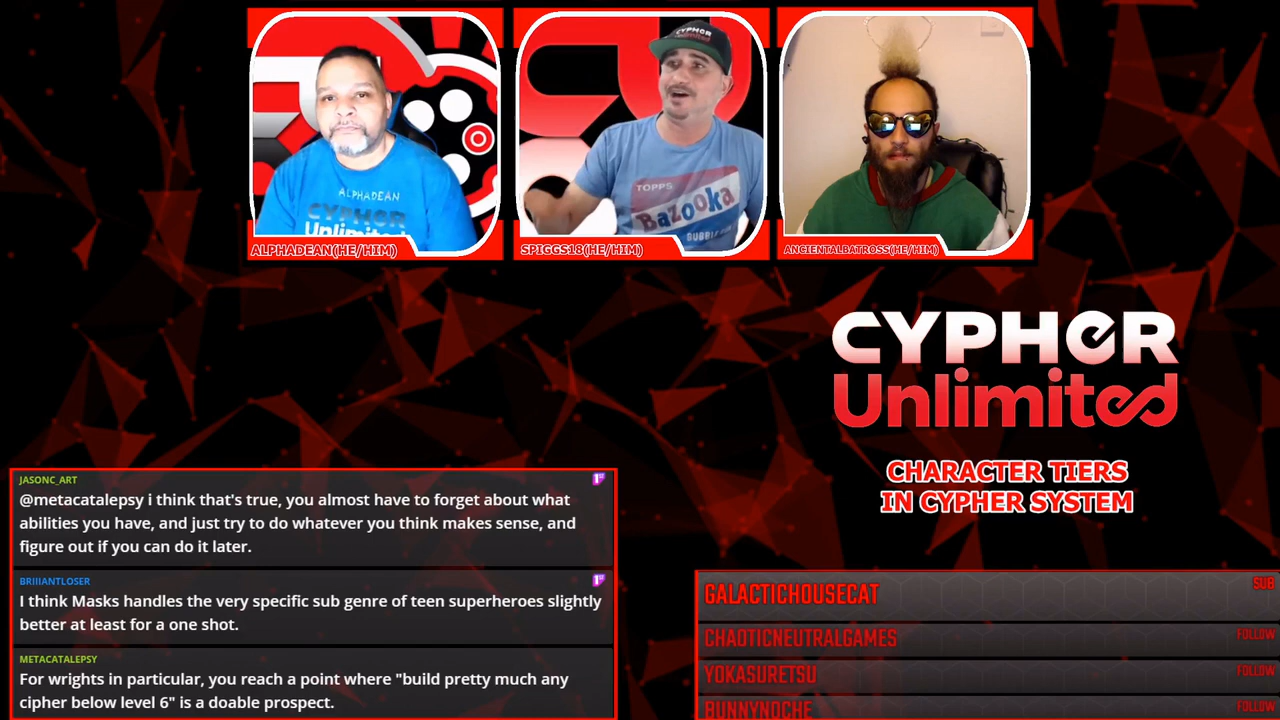 CYPHER
TOPPS
Bazooka
ALPHADEAN
CYPHER
Unlimited
ALPHADEAN(HE/HIM)
SPIGGS18(HE/HIM)
ANCIENTALBATROSS(HE/HIM)
CYPHER
Unlimited
CHARACTER TIERS
IN CYPHER SYSTEM
JASONC_ART
@metacatalepsy i think that's true, you almost have to forget about what
abilities you have, and just try to do whatever you think makes sense, and
figure out if you can do it later.
BRIIIANTLOSER
I think Masks handles the very specific sub genre of teen superheroes slightly
better at least for a one shot.
METACATALEPSY
For wrights in particular, you reach a point where "build pretty much any
cipher below level 6" is a doable prospect.
GALACTICHOUSECAT SUB
CHAOTICNEUTRALGAMES FOLLOW
YOKASURETSU FOLLOW
BUNNYNOCHE FOLLOW